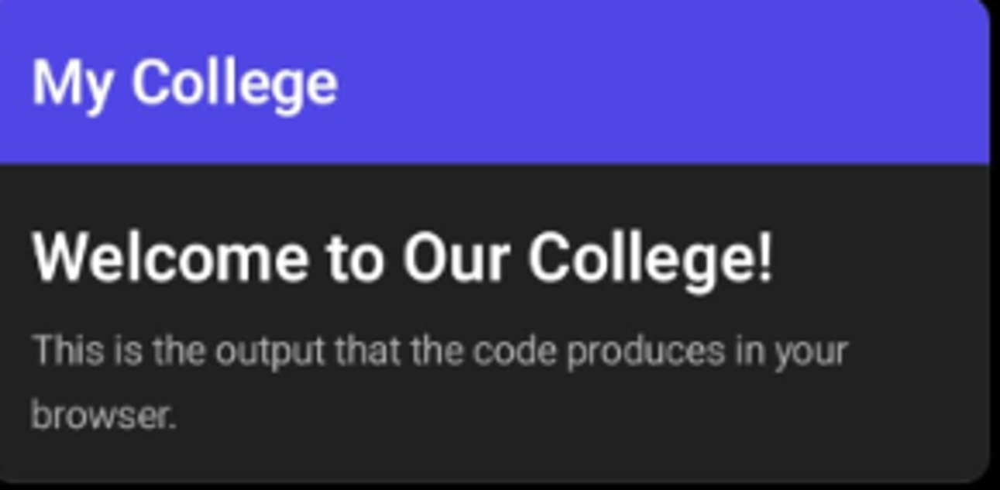 My College
Welcome to Our College!
This is the output that the code produces in your
browser.